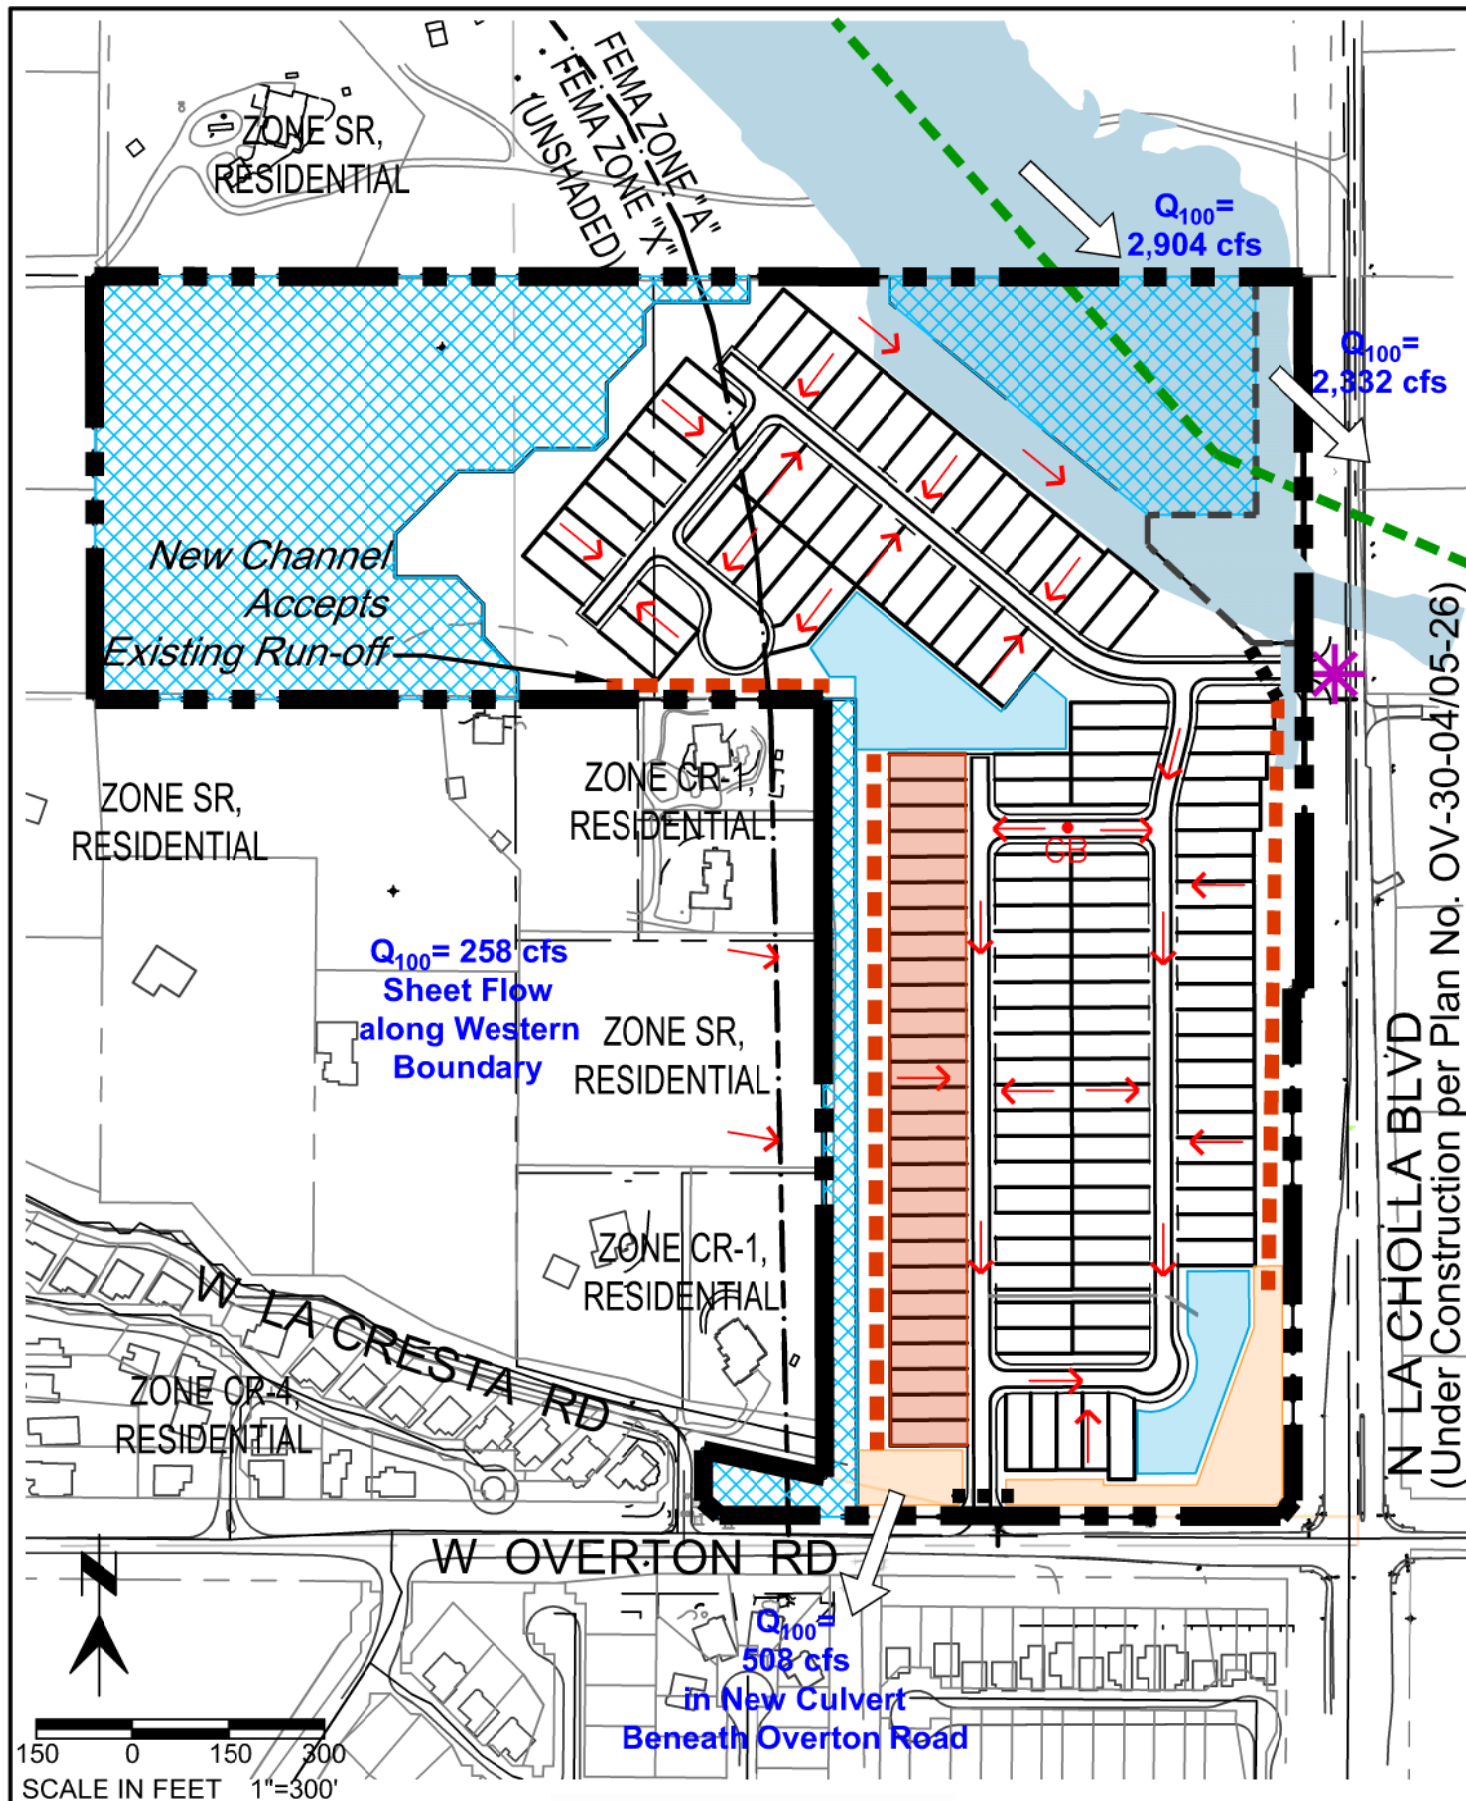 FEMA ZONE "A"
FEMA ZONE "X"
(UNSHADED)
ZONE SR,
RESIDENTIAL
Q100=
2,904 cfs
Q100=
2,332 cfs
New Channel
Accepts
Existing Run-off
ZONE SR,
RESIDENTIAL
ZONE CR-1,
RESIDENTIAL
GB
Q100= 258 cfs
Sheet Flow
along Western
Boundary
ZONE SR,
RESIDENTIAL
ZONE CR-1,
RESIDENTIAL
W LA CRESTA RD
ZONE CR-4,
RESIDENTIAL
N LA CHOLLA BLVD
(Under Construction per Plan No. OV-30-04/05-26)
W OVERTON RD
Q100=
508 cfs
in New Culvert
Beneath Overton Road
N
150 0 150 300
SCALE IN FEET 1"=300'